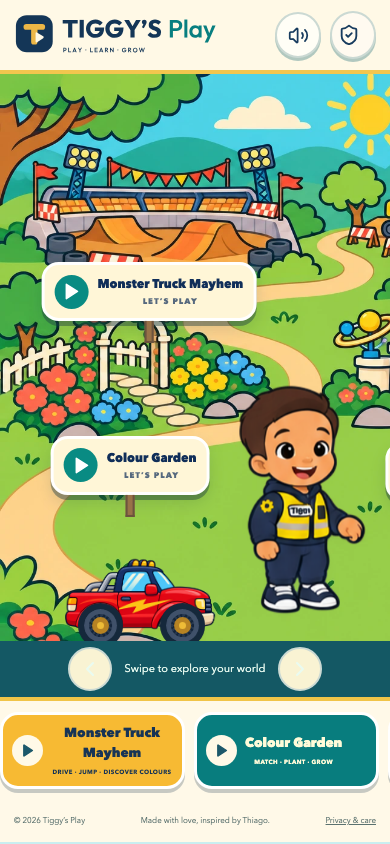 TIGGY'S Play
PLAY · LEARN · GROW
Monster Truck Mayhem
LET'S PLAY
Colour Garden
LET'S PLAY
Tiggy
Swipe to explore your world
Monster Truck
Mayhem
DRIVE · JUMP · DISCOVER COLOURS
Colour Garden
MATCH · PLANT · GROW
© 2026 Tiggy's Play
Made with love, inspired by Thiago.
Privacy & care